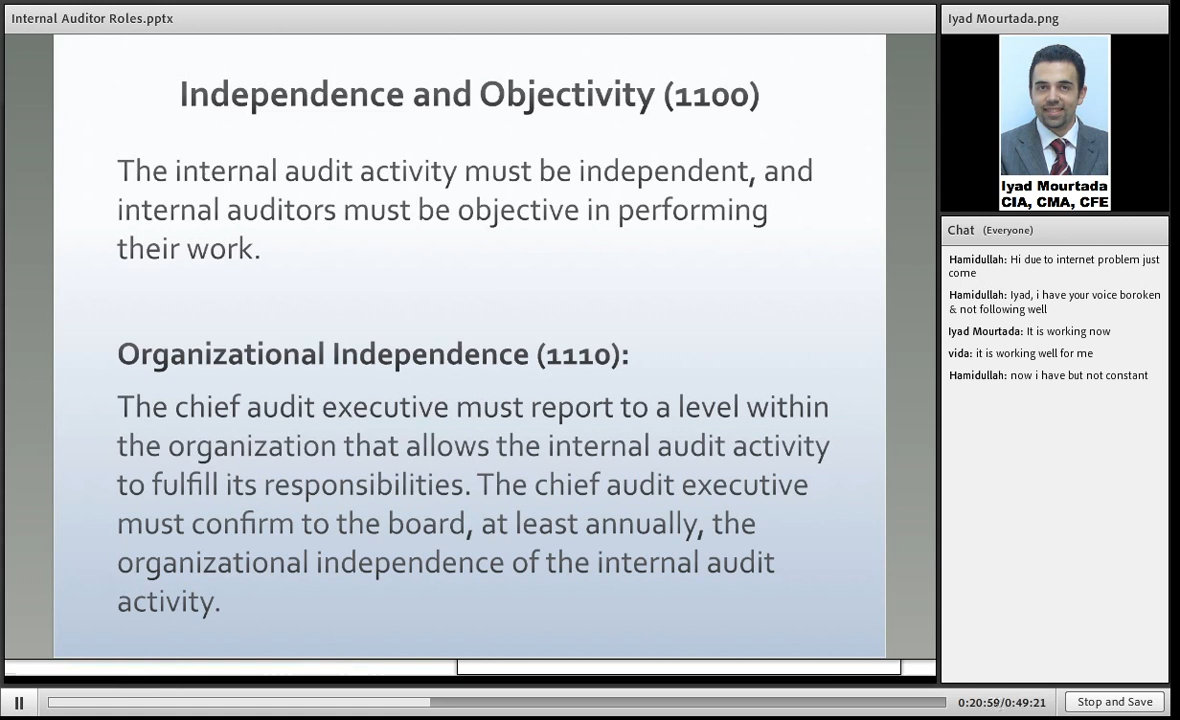 Internal Auditor Roles.pptx
Independence and Objectivity (1100)
The internal audit activity must be independent, and
internal auditors must be objective in performing
their work.
Organizational Independence (1110):
The chief audit executive must report to a level within
the organization that allows the internal audit activity
to fulfill its responsibilities. The chief audit executive
must confirm to the board, at least annually, the
organizational independence of the internal audit
activity.
Iyad Mourtada.png
Iyad Mourtada
CIA, CMA, CFE
Chat (Everyone)
Hamidullah: Hi due to internet problem just
come
Hamidullah: Iyad, i have your voice boroken
& not following well
Iyad Mourtada: It is working now
vida: it is working well for me
Hamidullah: now i have but not constant
0:20:59/0:49:21
Stop and Save